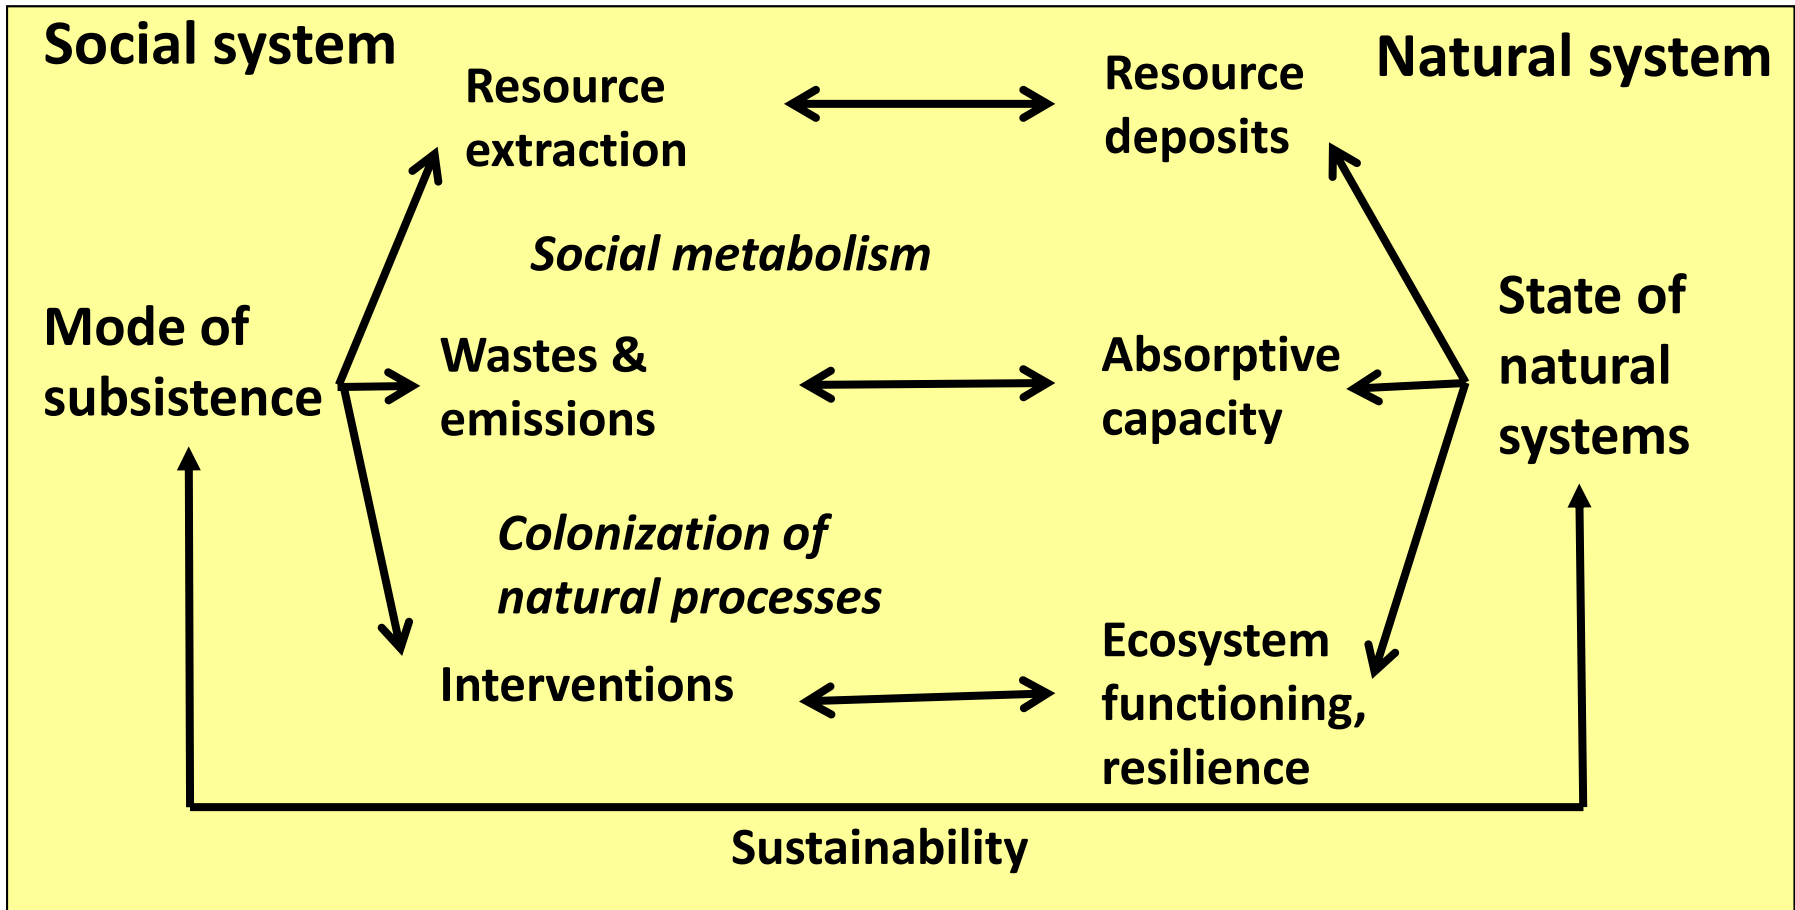 Social system
Natural system
Resource
extraction
Resource
deposits
Social metabolism
Mode of
subsistence
Wastes &
emissions
Absorptive
capacity
State of
natural
systems
Colonization of
natural processes
Interventions
Ecosystem
functioning,
resilience
Sustainability